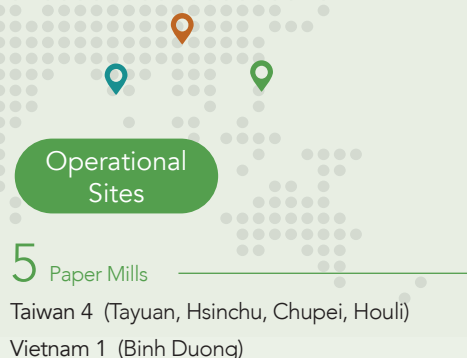 Operational
Sites
5 Paper Mills
Taiwan 4 (Tayuan, Hsinchu, Chupei, Houli)
Vietnam 1 (Binh Duong)